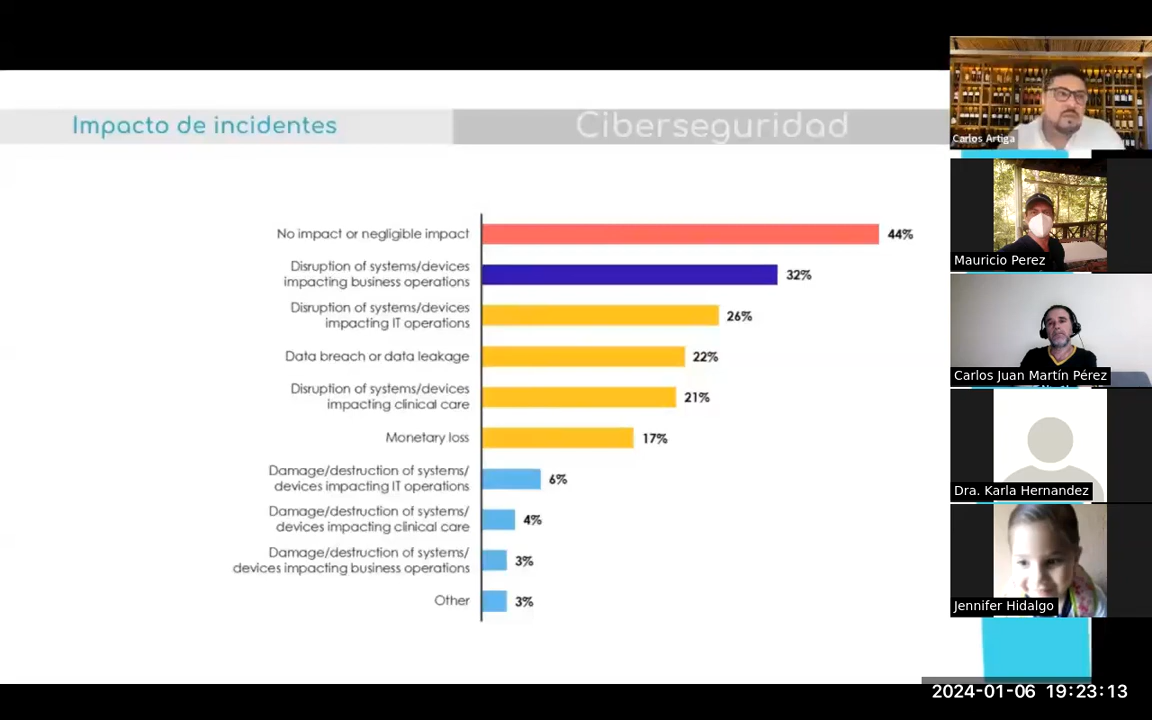 Impacto de incidentes
Ciberseguridad
No impact or negligible impact
44%
Disruption of systems/devices
impacting business operations
32%
Disruption of systems/devices
impacting IT operations
26%
Data breach or data leakage
22%
Disruption of systems/devices
impacting clinical care
21%
Monetary loss
17%
Damage/destruction of systems/
devices impacting IT operations
6%
Damage/destruction of systems/
devices impacting clinical care
4%
Damage/destruction of systems/
devices impacting business operations
3%
Other
3%
Carlos Artiga
Mauricio Perez
Carlos Juan Martín Pérez
Dra. Karla Hernandez
Jennifer Hidalgo
2024-01-06 19:23:13